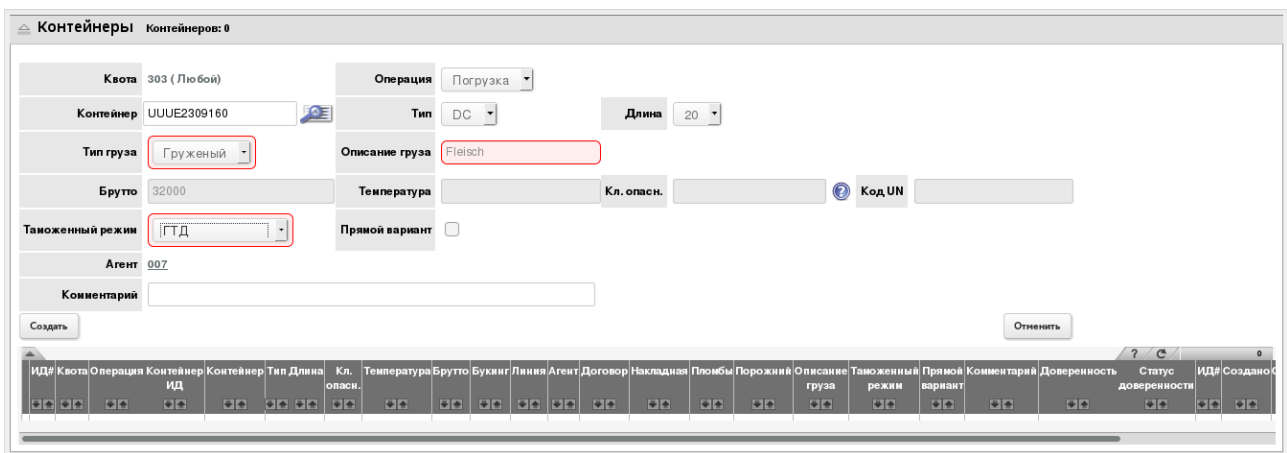 Контейнеры Контейнеров: 0
Квота 303 ( Любой) Операция Погрузка
Контейнер UUUE2309160 Тип DC Длина 20
Тип груза Груженый Описание груза Fleisch
Брутто 32000 Температура Кл. опасн. ? Код UN
Таможенный режим ГТД Прямой вариант
Агент 007
Комментарий
Создать Отменить
? 0
ИД# Квота Операция Контейнер ИД Контейнер Тип Длина Кл. опасн. Температура Брутто Букинг Линия Агент Договор Накладная Пломбы Порожний Описание груза Таможенный режим Прямой вариант Комментарий Доверенность Статус доверенности ИД# Создано